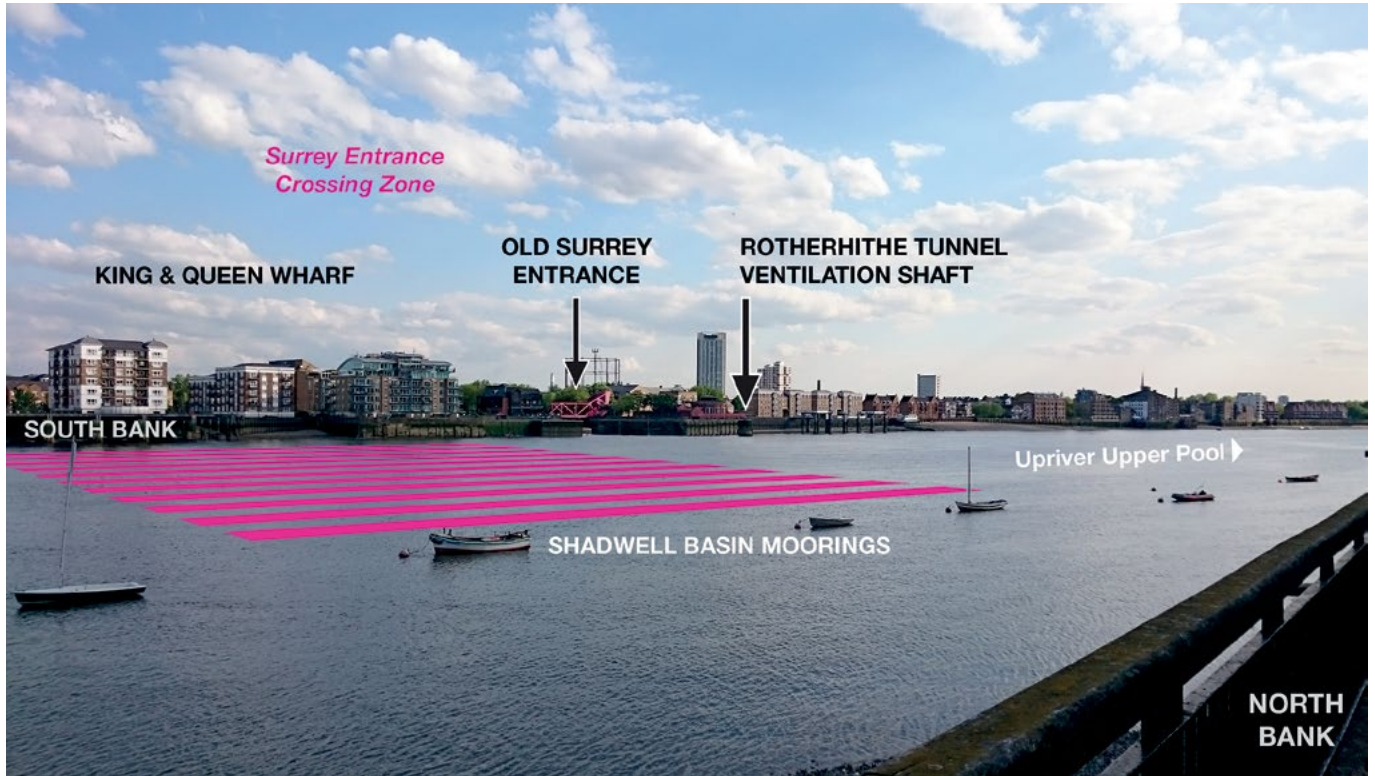 Surrey Entrance
Crossing Zone
KING & QUEEN WHARF
OLD SURREY
ENTRANCE
ROTHERHITHE TUNNEL
VENTILATION SHAFT
SOUTH BANK
Upriver Upper Pool
SHADWELL BASIN MOORINGS
NORTH
BANK